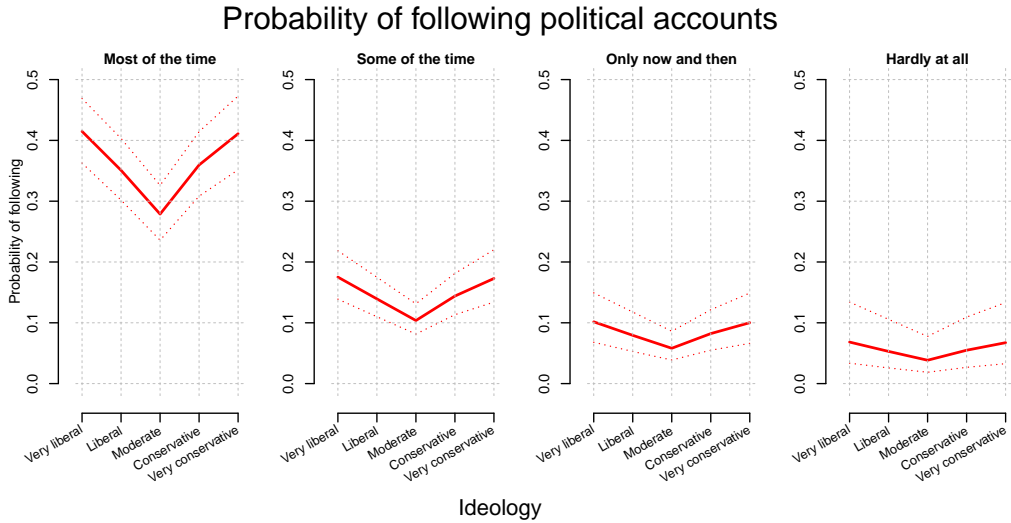 Probability of following political accounts
Most of the time
Some of the time
Only now and then
Hardly at all
Probability of following
0.5
0.4
0.3
0.2
0.1
0.0
Very liberal
Liberal
Moderate
Conservative
Very conservative
0.5
0.4
0.3
0.2
0.1
0.0
Very liberal
Liberal
Moderate
Conservative
Very conservative
0.5
0.4
0.3
0.2
0.1
0.0
Very liberal
Liberal
Moderate
Conservative
Very conservative
0.5
0.4
0.3
0.2
0.1
0.0
Very liberal
Liberal
Moderate
Conservative
Very conservative
Ideology